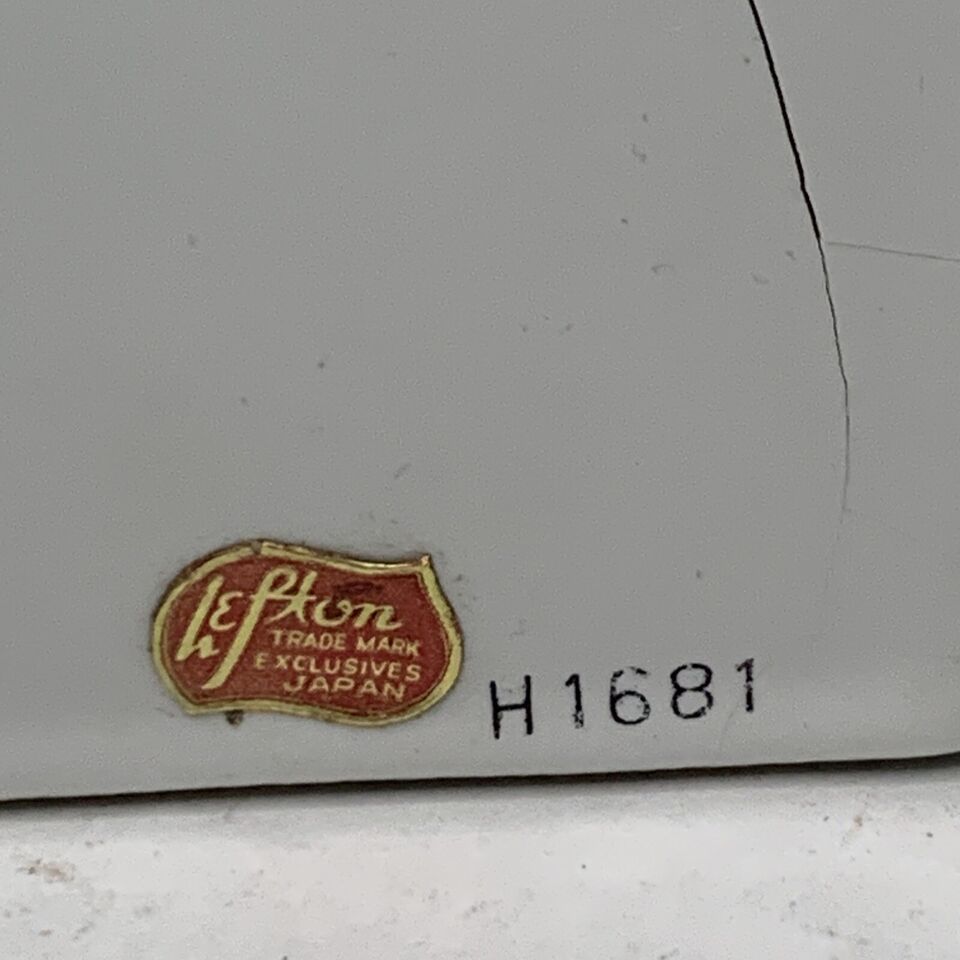 Lefton
TRADE MARK
EXCLUSIVES
JAPAN
H1681